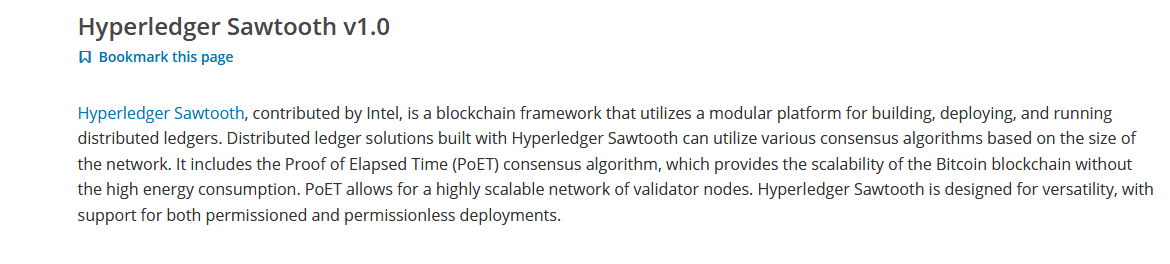 Hyperledger Sawtooth v1.0
Bookmark this page
Hyperledger Sawtooth, contributed by Intel, is a blockchain framework that utilizes a modular platform for building, deploying, and running
distributed ledgers. Distributed ledger solutions built with Hyperledger Sawtooth can utilize various consensus algorithms based on the size of
the network. It includes the Proof of Elapsed Time (PoET) consensus algorithm, which provides the scalability of the Bitcoin blockchain without
the high energy consumption. PoET allows for a highly scalable network of validator nodes. Hyperledger Sawtooth is designed for versatility, with
support for both permissioned and permissionless deployments.